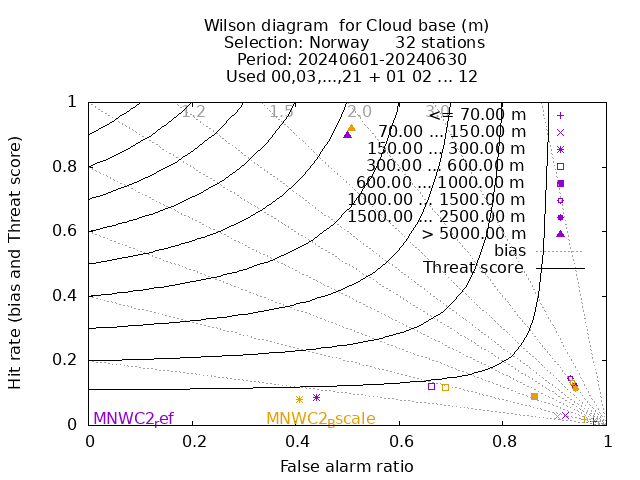 Wilson diagram for Cloud base (m)
Selection: Norway 32 stations
Period: 20240601-20240630
Used 00,03,...,21 + 01 02 ... 12
1.2 1.5 2.0 3.0
<= 70.00 m
70.00 ... 150.00 m
150.00 ... 300.00 m
300.00 ... 600.00 m
600.00 ... 1000.00 m
1000.00 ... 1500.00 m
1500.00 ... 2500.00 m
> 5000.00 m
bias
Threat score
Hit rate (bias and Threat score)
1
0.8
0.6
0.4
0.2
0
MNWC2ref MNWC2Bscale
0 0.2 0.4 0.6 0.8 1
False alarm ratio